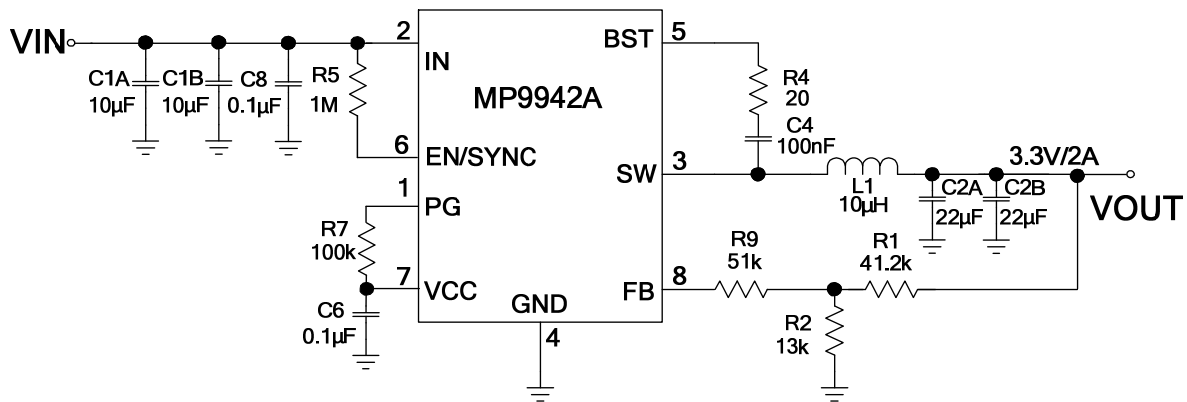 VIN
C1A
10µF
C1B
10µF
C8
0.1µF
R5
1M
2
IN
MP9942A
BST
5
R4
20
C4
100nF
6
EN/SYNC
SW
3
L1
10µH
3.3V/2A
C2A
22µF
C2B
22µF
VOUT
1
PG
R7
100k
7
VCC
C6
0.1µF
GND
4
FB
8
R9
51k
R1
41.2k
R2
13k